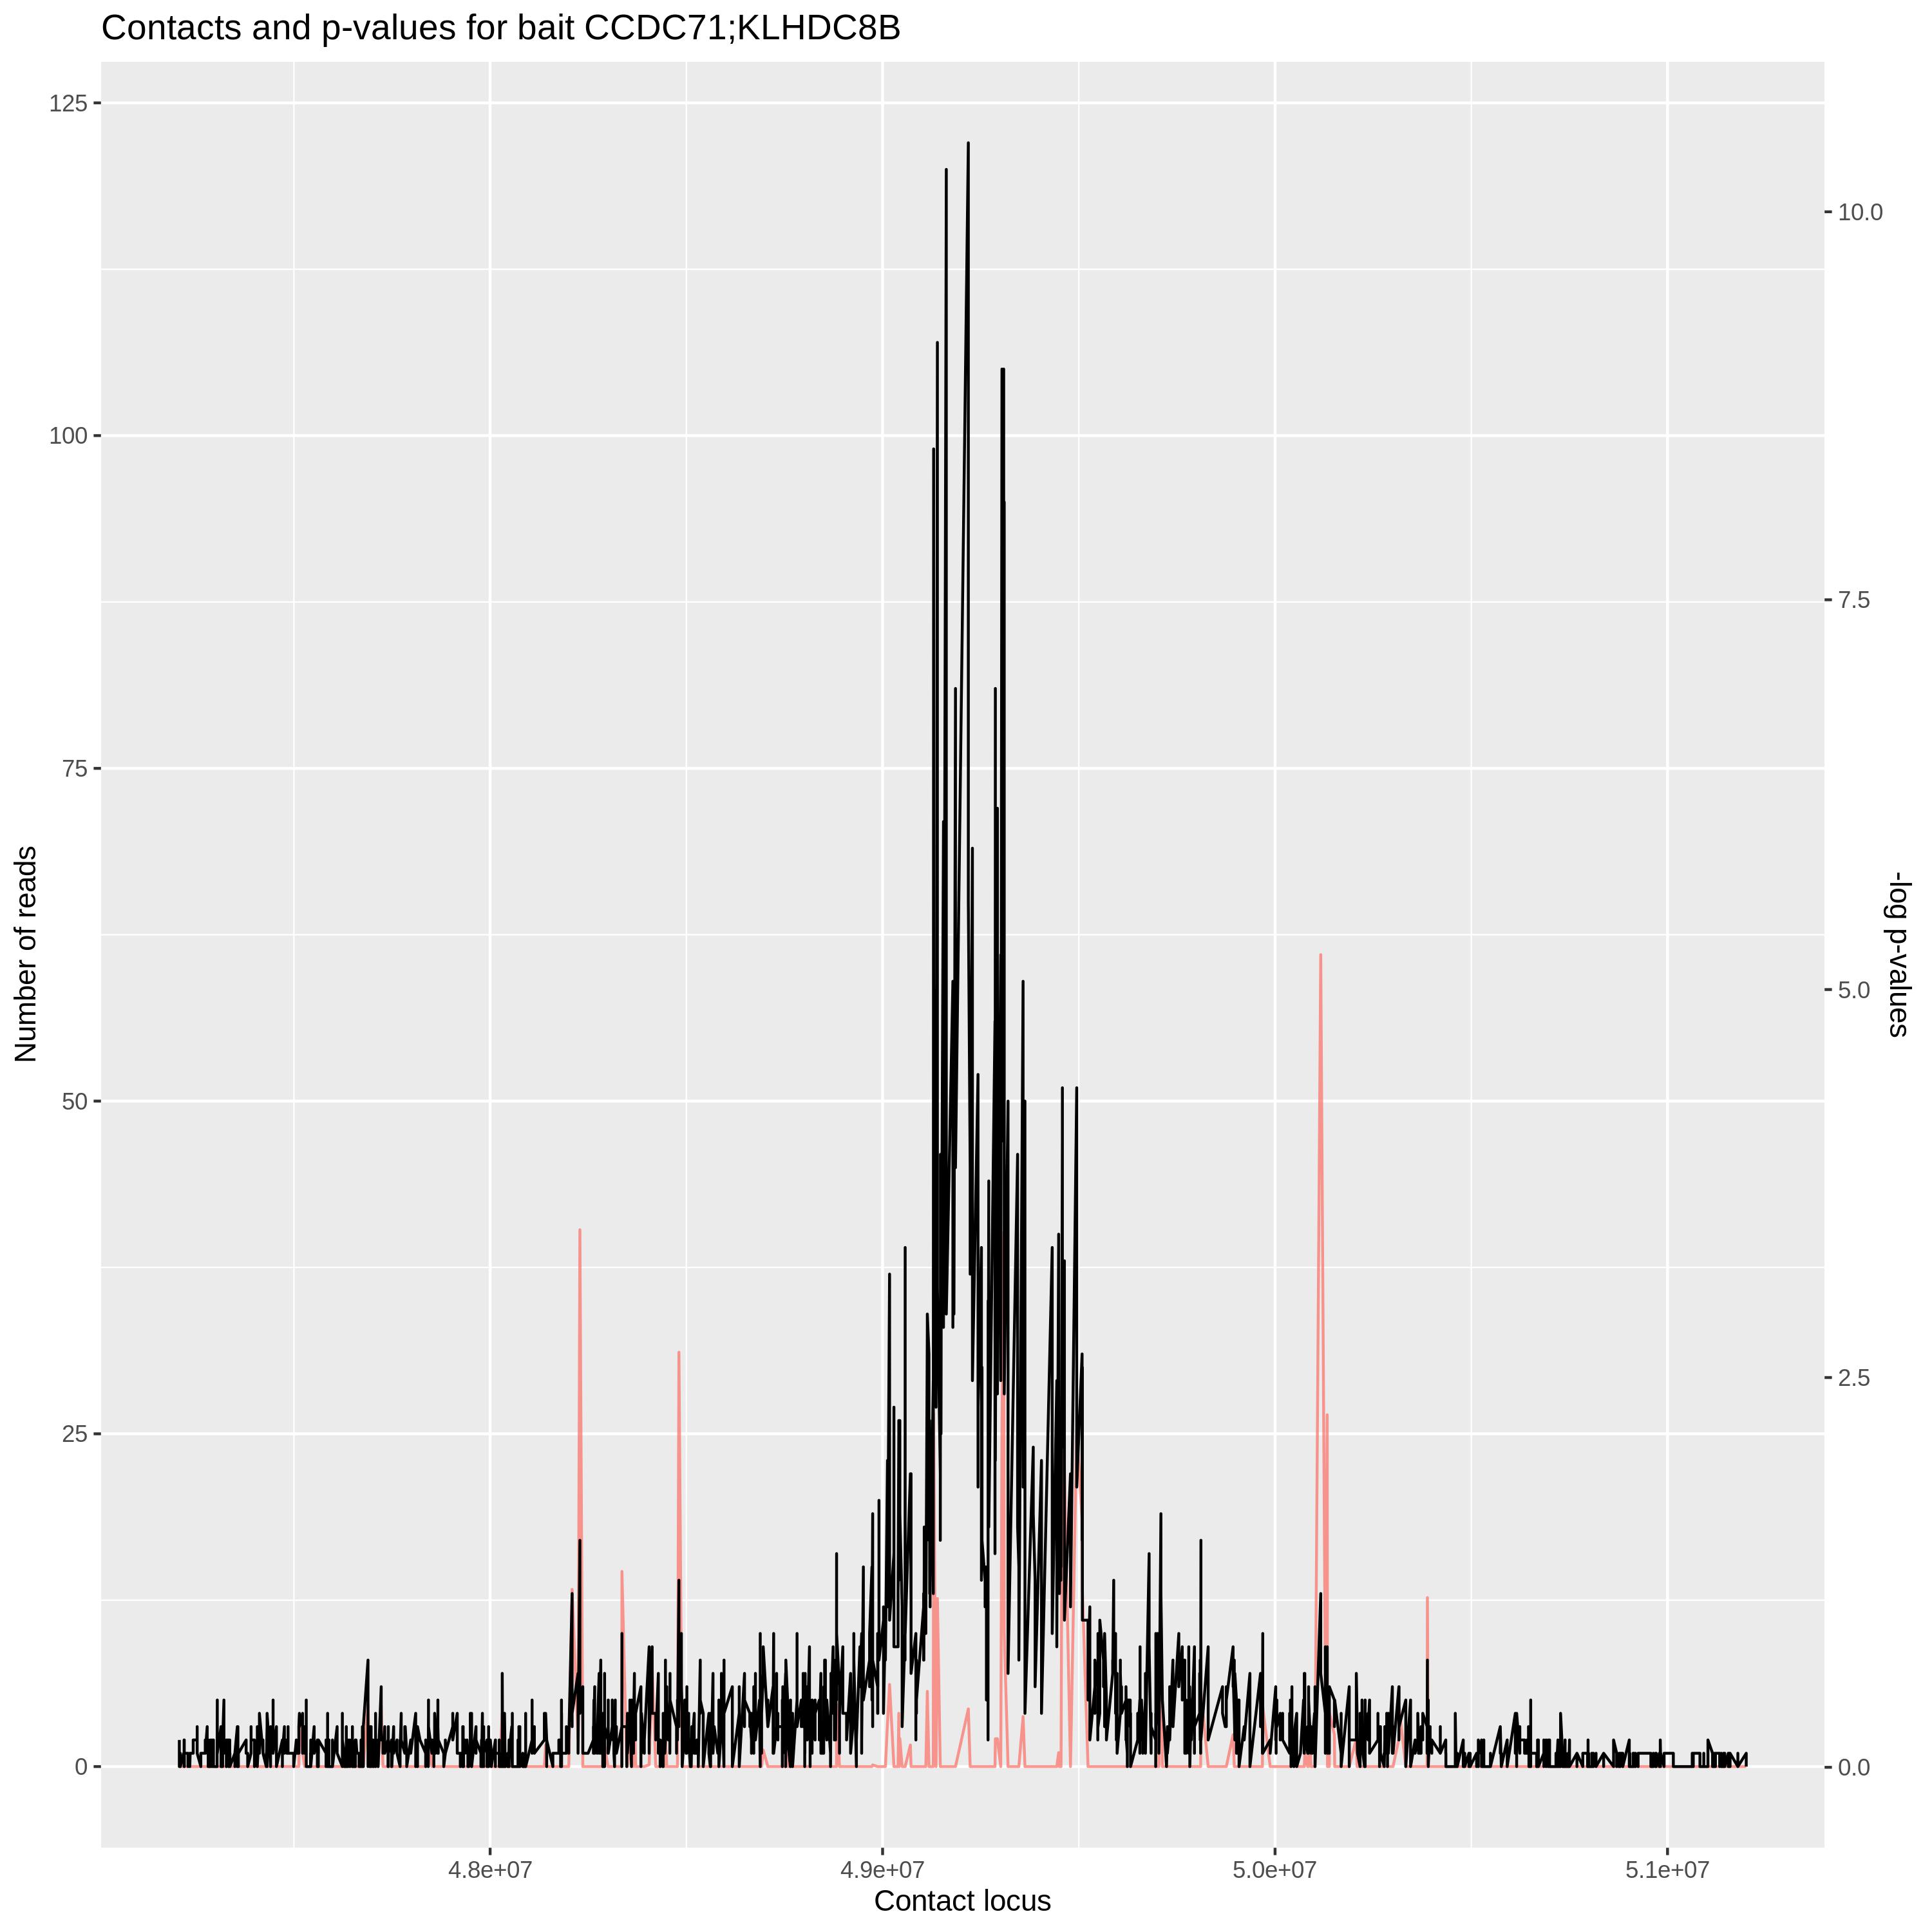 Contacts and p-values for bait CCDC71;KLHDC8B
125
100
75
50
25
0
Number of reads
10.0
7.5
5.0
2.5
0.0
-log p-values
4.8e+07
4.9e+07
5.0e+07
5.1e+07
Contact locus